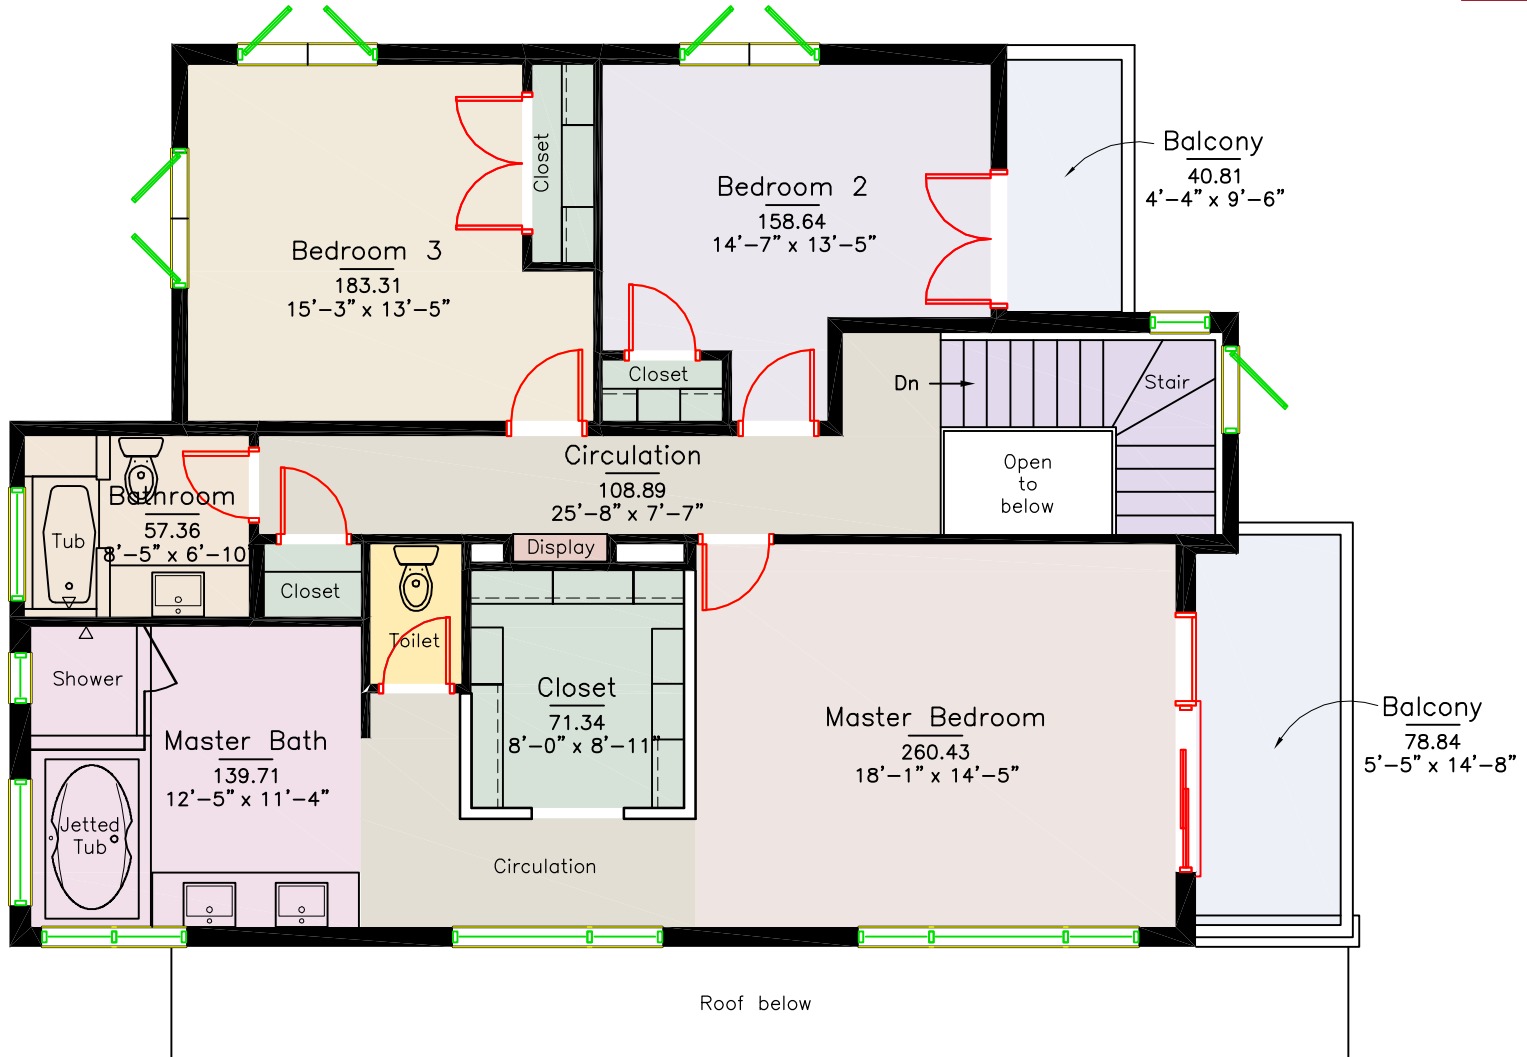 Balcony
40.81
4'-4" x 9'-6"
Closet
Bedroom 2
158.64
14'-7" x 13'-5"
Bedroom 3
183.31
15'-3" x 13'-5"
Closet
Dn
Stair
Circulation
108.89
25'-8" x 7'-7"
Open
to
below
Bathroom
57.36
8'-5" x 6'-10"
Tub
Display
Closet
Toilet
Shower
Closet
71.34
8'-0" x 8'-11"
Master Bedroom
260.43
18'-1" x 14'-5"
Balcony
78.84
5'-5" x 14'-8"
Master Bath
139.71
12'-5" x 11'-4"
Jetted
Tub
Circulation
Roof below